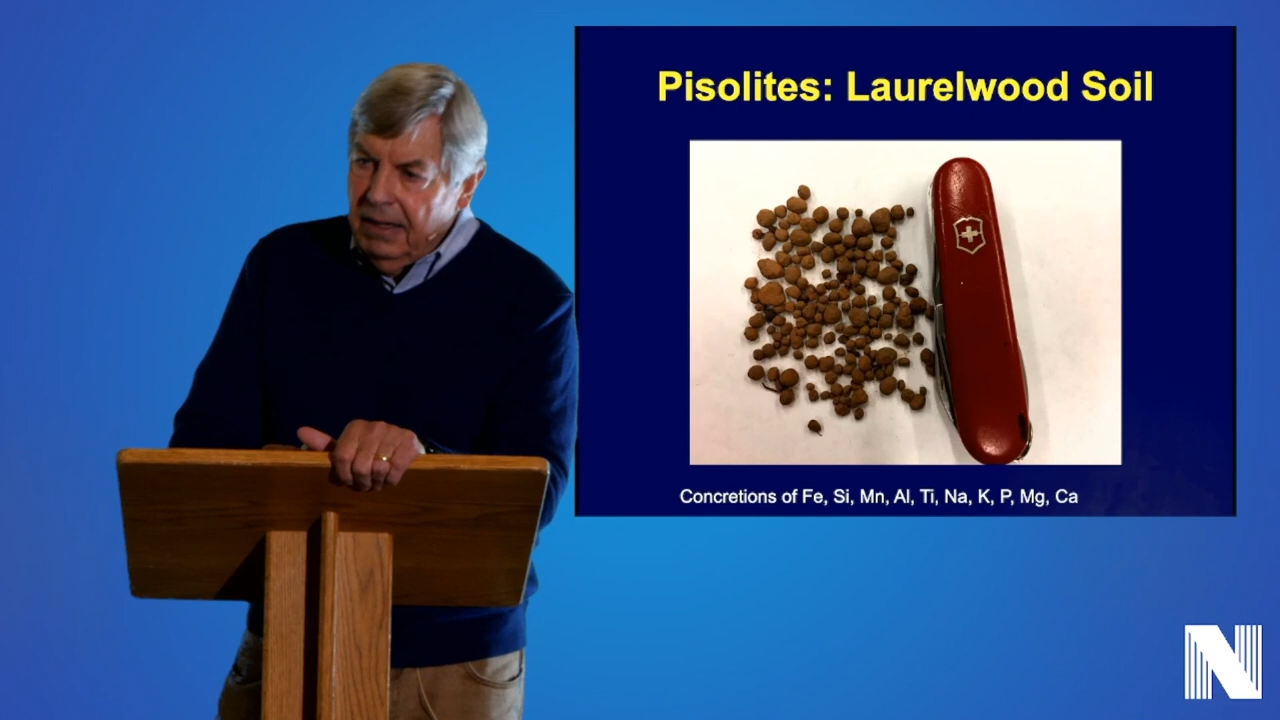 Pisolites: Laurelwood Soil
Concretions of Fe, Si, Mn, Al, Ti, Na, K, P, Mg, Ca
N